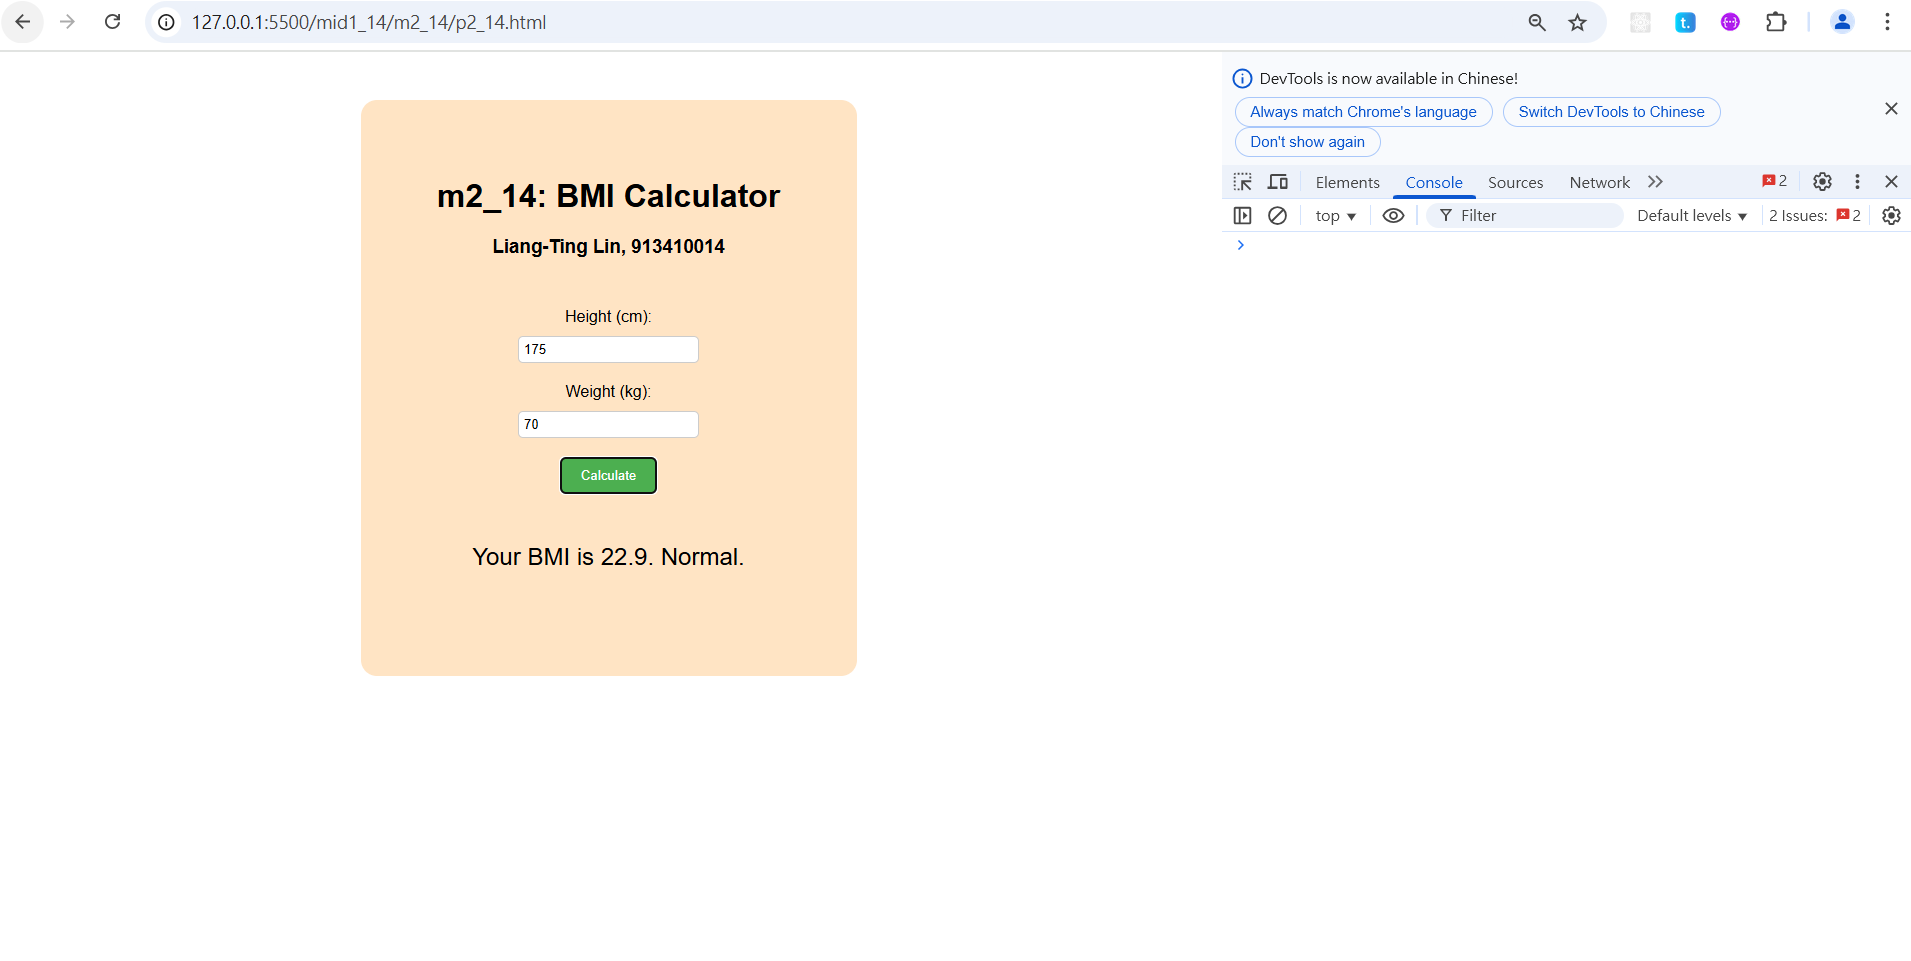 127.0.0.1:5500/mid1_14/m2_14/p2_14.html
t.
DevTools is now available in Chinese!
Always match Chrome's language
Switch DevTools to Chinese
Don't show again
Elements Console Sources Network 2
top Filter Default levels 2 Issues: 2
m2_14: BMI Calculator
Liang-Ting Lin, 913410014
Height (cm):
175
Weight (kg):
70
Calculate
Your BMI is 22.9. Normal.